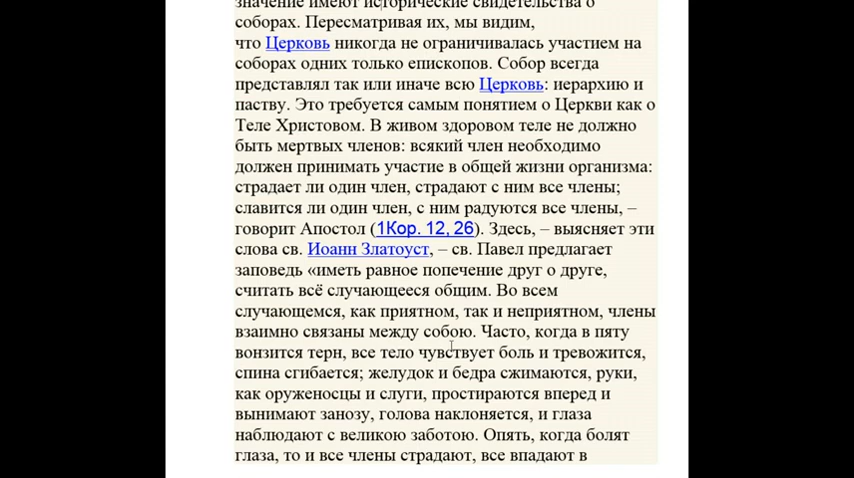 значение имеют исторические свидетельства о
соборах. Пересматривая их, мы видим,
что Церковь никогда не ограничивалась участием на
соборах одних только епископов. Собор всегда
представлял так или иначе всю Церковь: иерархию и
паству. Это требуется самым понятием о Церкви как о
Теле Христовом. В живом здоровом теле не должно
быть мертвых членов: всякий член необходимо
должен принимать участие в общей жизни организма:
страдает ли один член, страдают с ним все члены;
славится ли один член, с ним радуются все члены, –
говорит Апостол (1Кор. 12, 26). Здесь, – выясняет эти
слова св. Иоанн Златоуст, – св. Павел предлагает
заповедь «иметь равное попечение друг о друге,
считать всё случающееся общим. Во всем
случающемся, как приятном, так и неприятном, члены
взаимно связаны между собою. Часто, когда в пяту
вонзится терн, все тело чувствует боль и тревожится,
спина сгибается; желудок и бедра сжимаются, руки,
как оруженосцы и слуги, простираются вперед и
вынимают занозу, голова наклоняется, и глаза
наблюдают с великою заботою. Опять, когда болят
глаза, то и все члены страдают, все впадают в